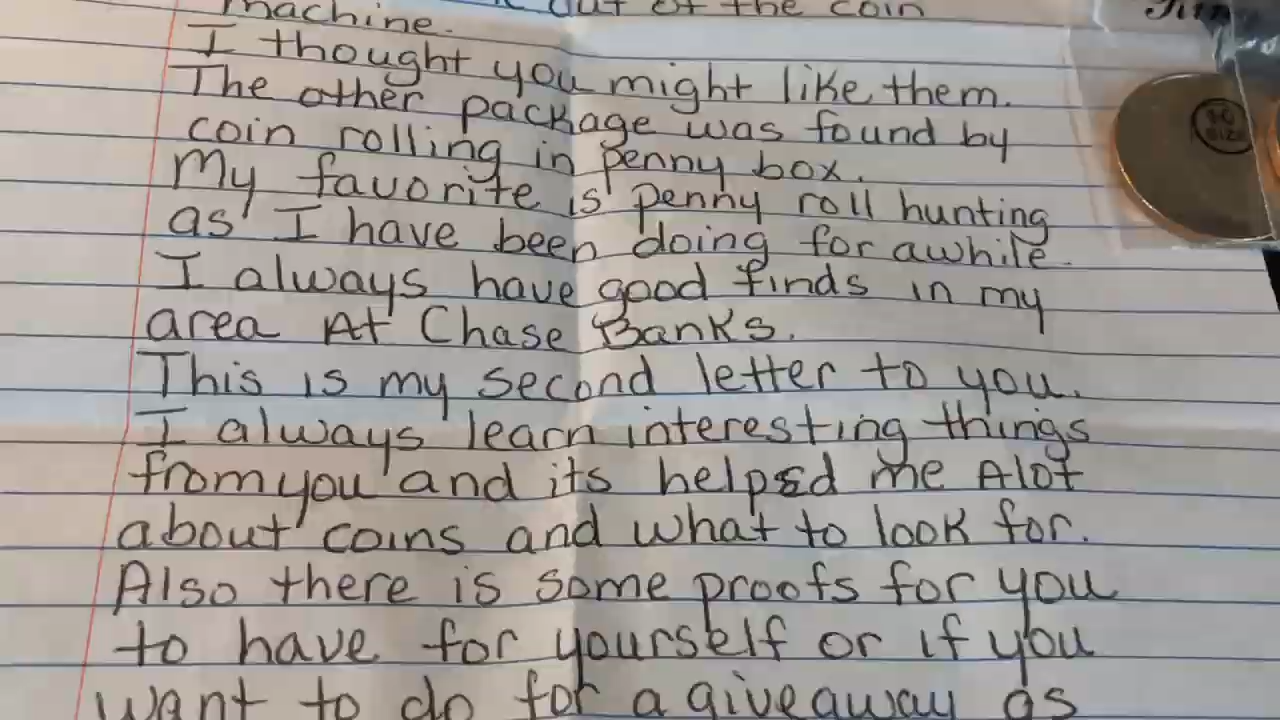 out of the coin
machine.
I thought you might like them.
The other package was found by
coin rolling in penny box.
My favorite is penny roll hunting
as I have been doing for awhile.
I always have good finds in my
area At Chase Banks.
This is my second letter to you.
I always learn interesting things
from you and its helped me Alot
about coins and what to look for.
Also there is some proofs for you
to have for yourself or if you
want to do for a giveaway as